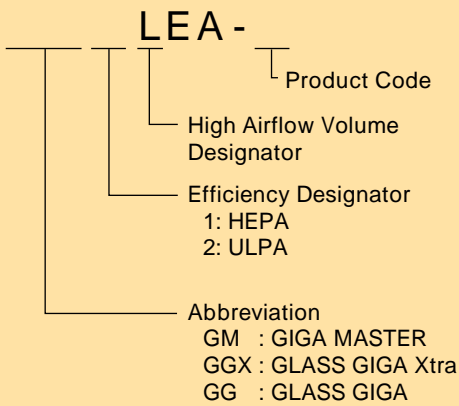 LEA-
Product Code
High Airflow Volume
Designator
Efficiency Designator
1: HEPA
2: ULPA
Abbreviation
GM : GIGA MASTER
GGX : GLASS GIGA Xtra
GG : GLASS GIGA